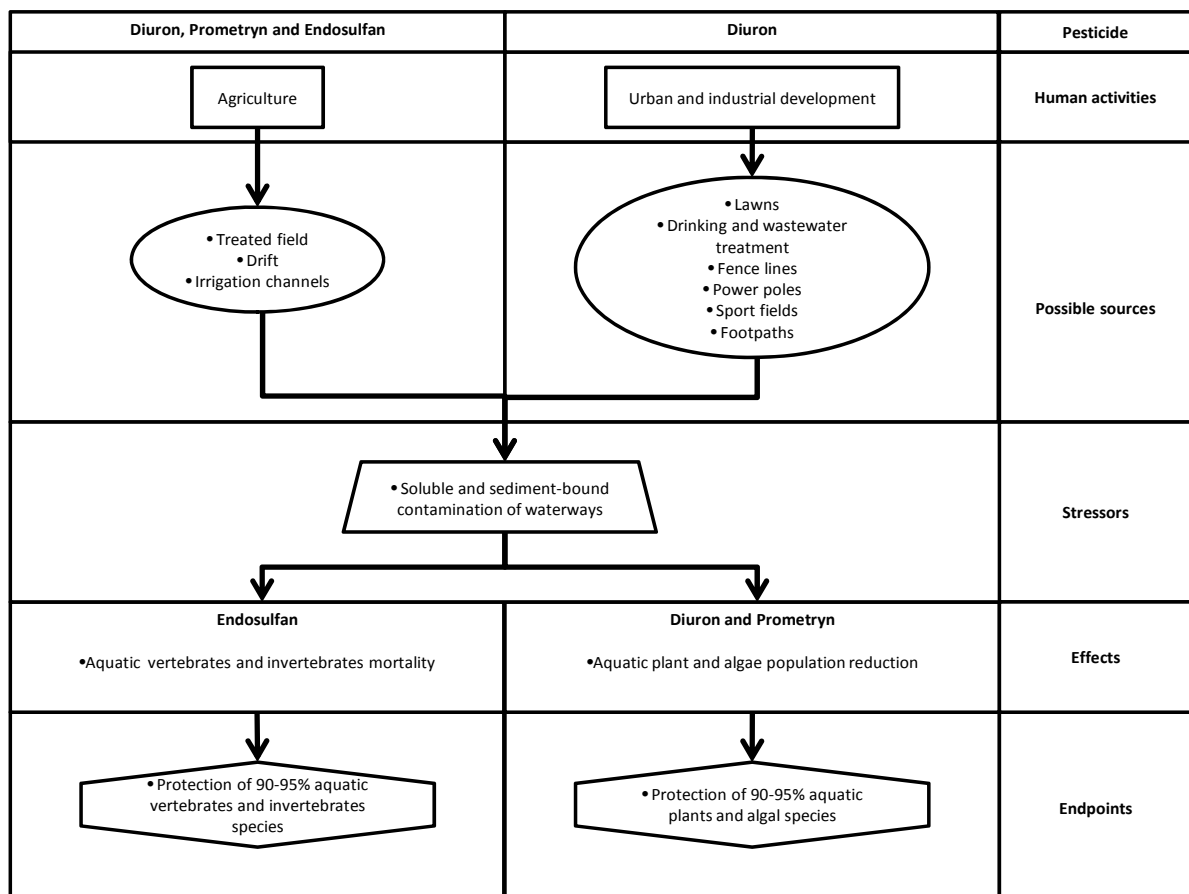 Diuron, Prometryn and Endosulfan
Diuron
Pesticide
Agriculture
Urban and industrial development
Human activities
• Treated field
• Drift
• Irrigation channels
• Lawns
• Drinking and wastewater
treatment
• Fence lines
• Power poles
• Sport fields
• Footpaths
Possible sources
• Soluble and sediment-bound
contamination of waterways
Stressors
Endosulfan
•Aquatic vertebrates and invertebrates mortality
Diuron and Prometryn
•Aquatic plant and algae population reduction
Effects
• Protection of 90-95% aquatic
vertebrates and invertebrates
species
• Protection of 90-95% aquatic
plants and algal species
Endpoints